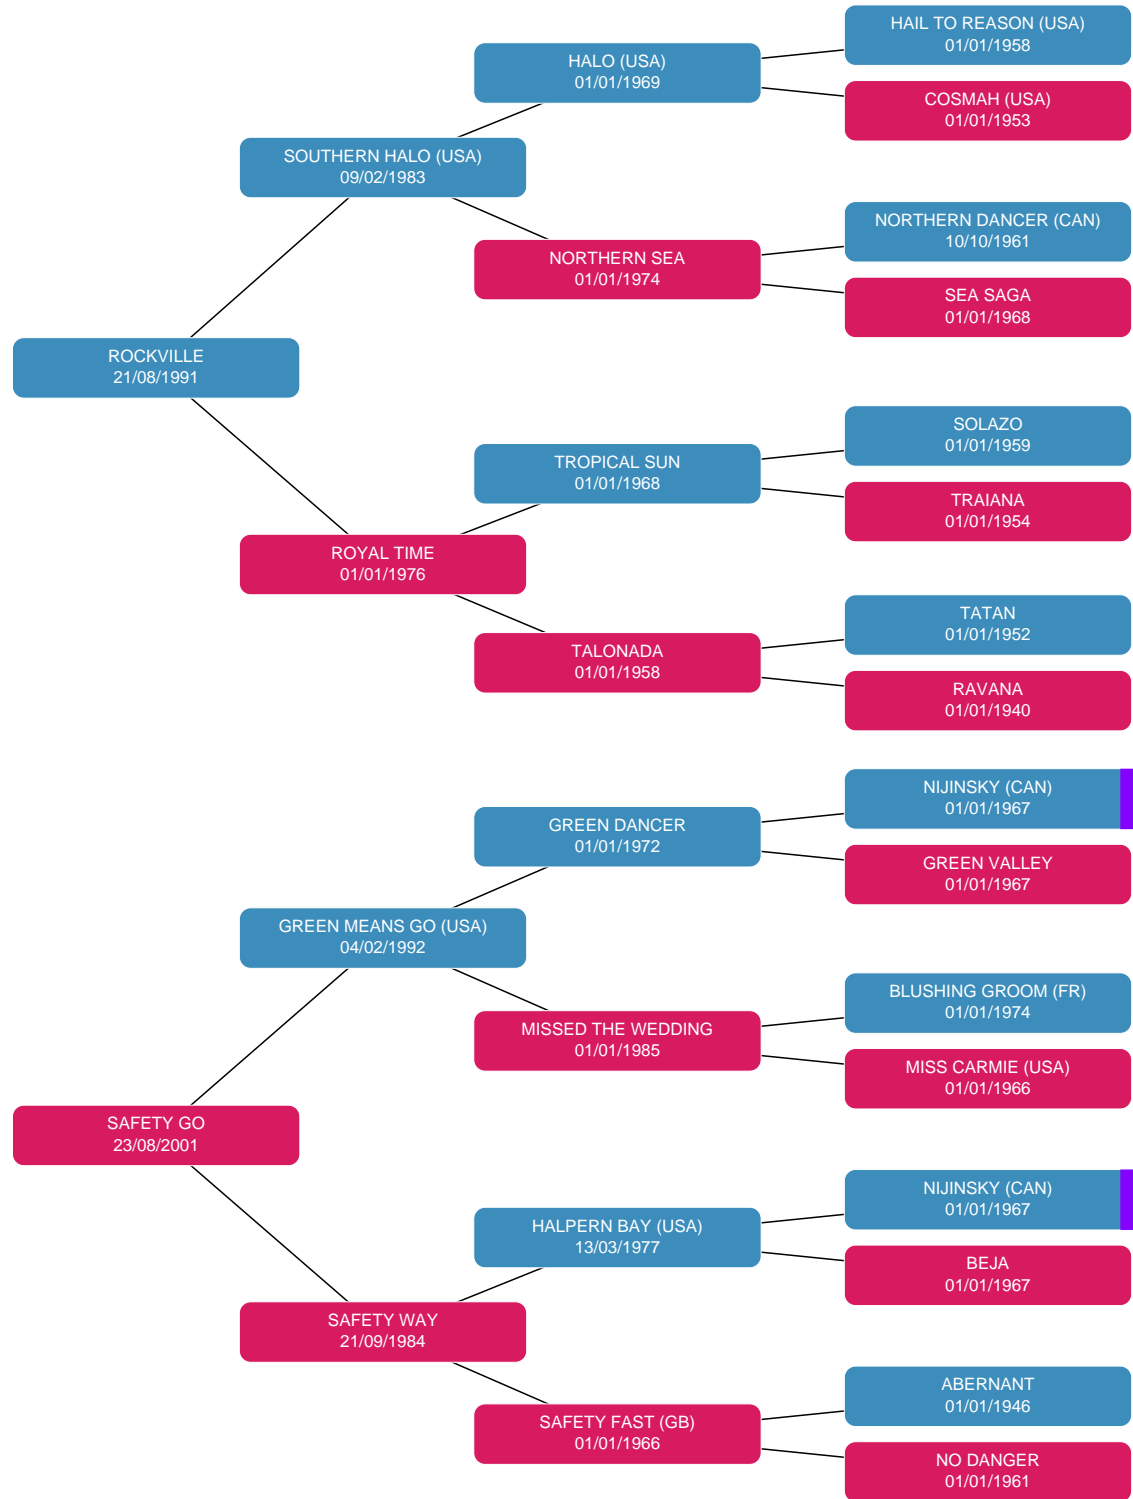 HAIL TO REASON (USA)
01/01/1958
HALO (USA)
01/01/1969
COSMAH (USA)
01/01/1953
SOUTHERN HALO (USA)
09/02/1983
NORTHERN DANCER (CAN)
10/10/1961
NORTHERN SEA
01/01/1974
SEA SAGA
01/01/1968
ROCKVILLE
21/08/1991
SOLAZO
01/01/1959
TROPICAL SUN
01/01/1968
TRAIANA
01/01/1954
ROYAL TIME
01/01/1976
TATAN
01/01/1952
TALONADA
01/01/1958
RAVANA
01/01/1940
NIJINSKY (CAN)
01/01/1967
GREEN DANCER
01/01/1972
GREEN VALLEY
01/01/1967
GREEN MEANS GO (USA)
04/02/1992
BLUSHING GROOM (FR)
01/01/1974
MISSED THE WEDDING
01/01/1985
MISS CARMIE (USA)
01/01/1966
SAFETY GO
23/08/2001
NIJINSKY (CAN)
01/01/1967
HALPERN BAY (USA)
13/03/1977
BEJA
01/01/1967
SAFETY WAY
21/09/1984
ABERNANT
01/01/1946
SAFETY FAST (GB)
01/01/1966
NO DANGER
01/01/1961